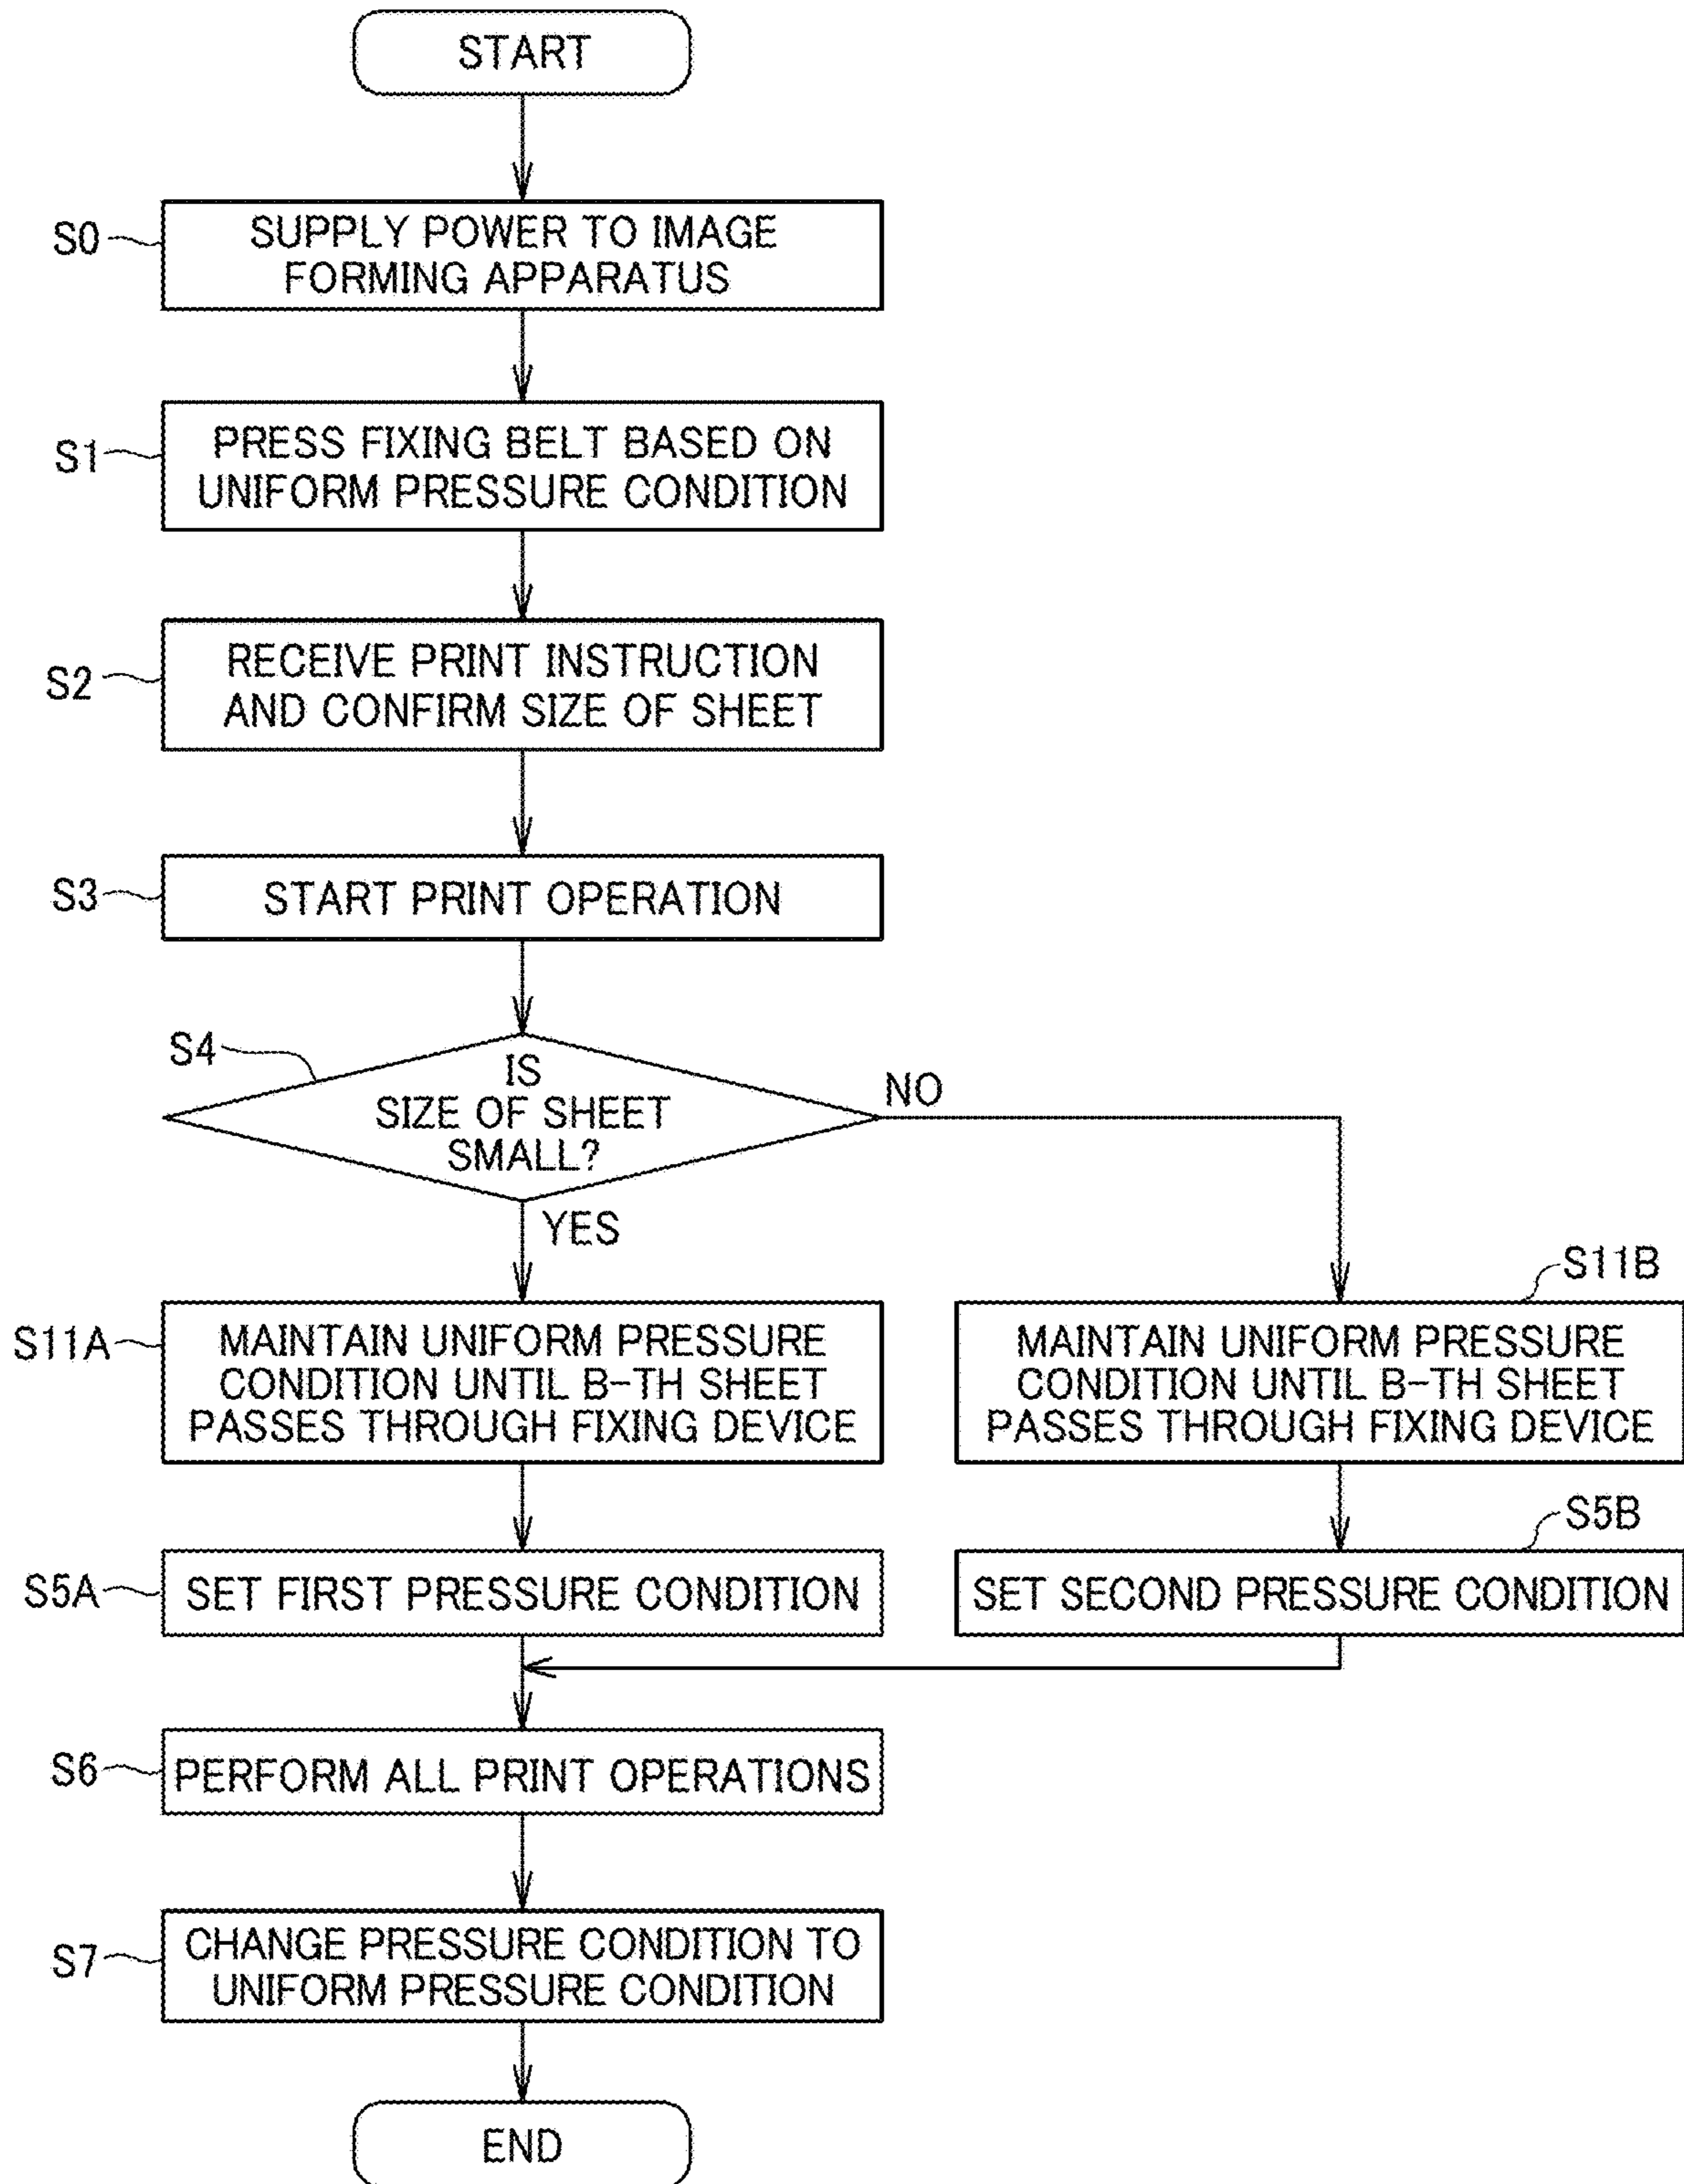 START
S0
SUPPLY POWER TO IMAGE
FORMING APPARATUS
S1
PRESS FIXING BELT BASED ON
UNIFORM PRESSURE CONDITION
S2
RECEIVE PRINT INSTRUCTION
AND CONFIRM SIZE OF SHEET
S3
START PRINT OPERATION
S4
IS
SIZE OF SHEET
SMALL?
NO
YES
S11A
MAINTAIN UNIFORM PRESSURE
CONDITION UNTIL B-TH SHEET
PASSES THROUGH FIXING DEVICE
S11B
MAINTAIN UNIFORM PRESSURE
CONDITION UNTIL B-TH SHEET
PASSES THROUGH FIXING DEVICE
S5A
SET FIRST PRESSURE CONDITION
S5B
SET SECOND PRESSURE CONDITION
S6
PERFORM ALL PRINT OPERATIONS
S7
CHANGE PRESSURE CONDITION TO
UNIFORM PRESSURE CONDITION
END